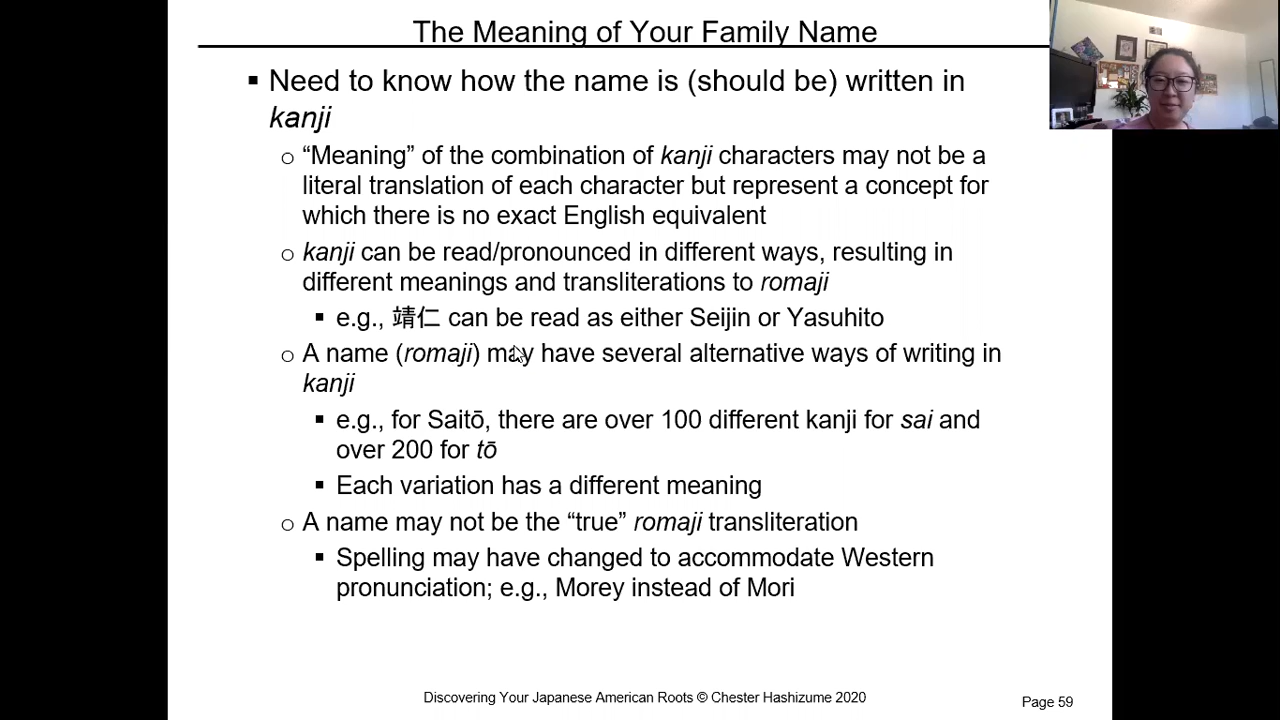 The Meaning of Your Family Name
▪ Need to know how the name is (should be) written in
kanji
o “Meaning” of the combination of kanji characters may not be a
literal translation of each character but represent a concept for
which there is no exact English equivalent
o kanji can be read/pronounced in different ways, resulting in
different meanings and transliterations to romaji
▪ e.g., 靖仁 can be read as either Seijin or Yasuhito
o A name (romaji) may have several alternative ways of writing in
kanji
▪ e.g., for Saitō, there are over 100 different kanji for sai and
over 200 for tō
▪ Each variation has a different meaning
o A name may not be the “true” romaji transliteration
▪ Spelling may have changed to accommodate Western
pronunciation; e.g., Morey instead of Mori
Discovering Your Japanese American Roots © Chester Hashizume 2020
Page 59